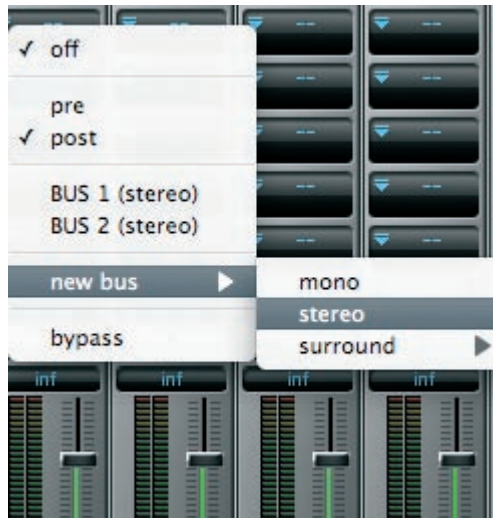 -- -- -- --
✓ off
-- --
pre
-- --
✓ post
-- --
BUS 1 (stereo)
BUS 2 (stereo)
-- --
new bus
mono
stereo
bypass
surround
inf inf inf inf